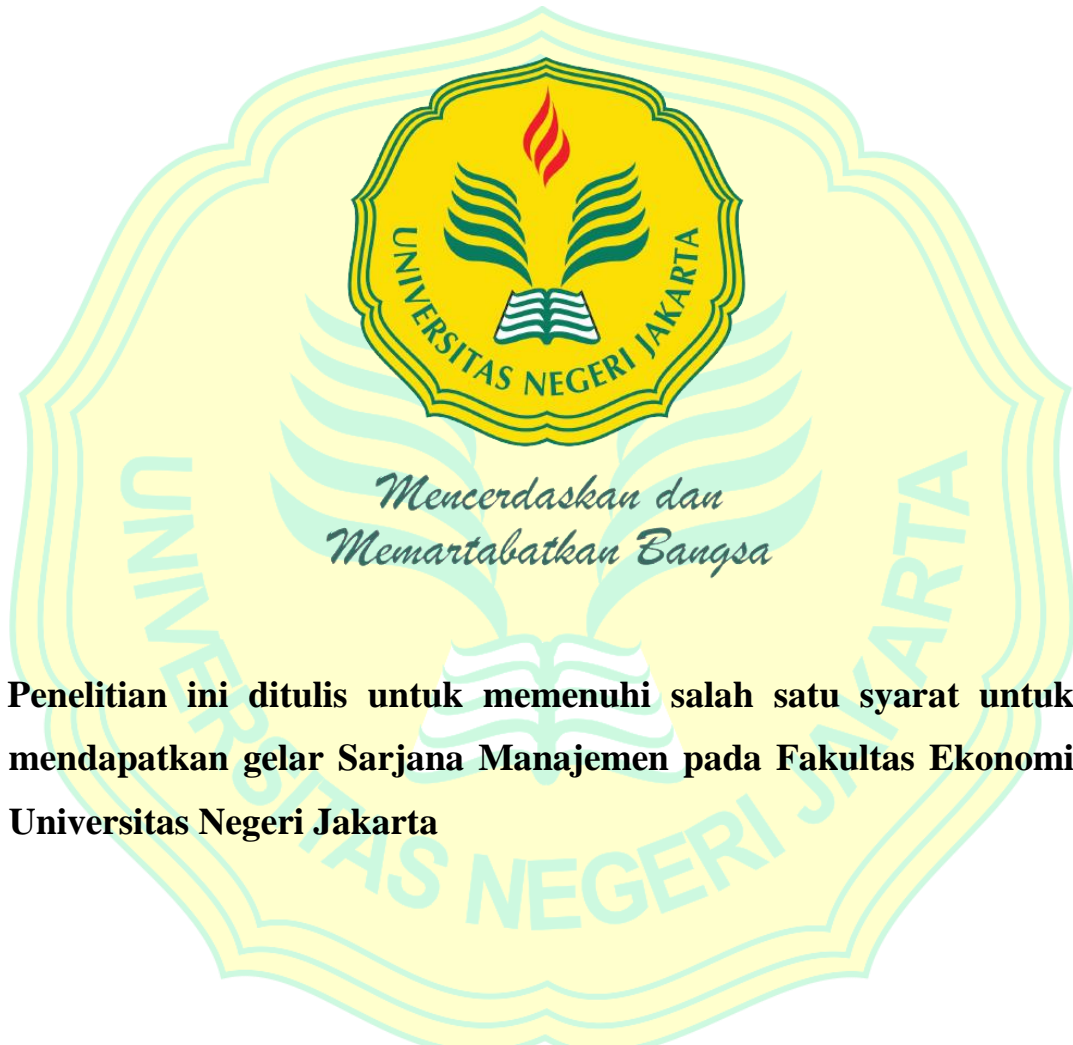 UNIVERSITAS NEGERI JAKARTA
Mencerdaskan dan
Memartabatkan Bangsa
Penelitian ini ditulis untuk memenuhi salah satu syarat untuk
mendapatkan gelar Sarjana Manajemen pada Fakultas Ekonomi
Universitas Negeri Jakarta
UNIVERSITAS NEGERI JAKARTA